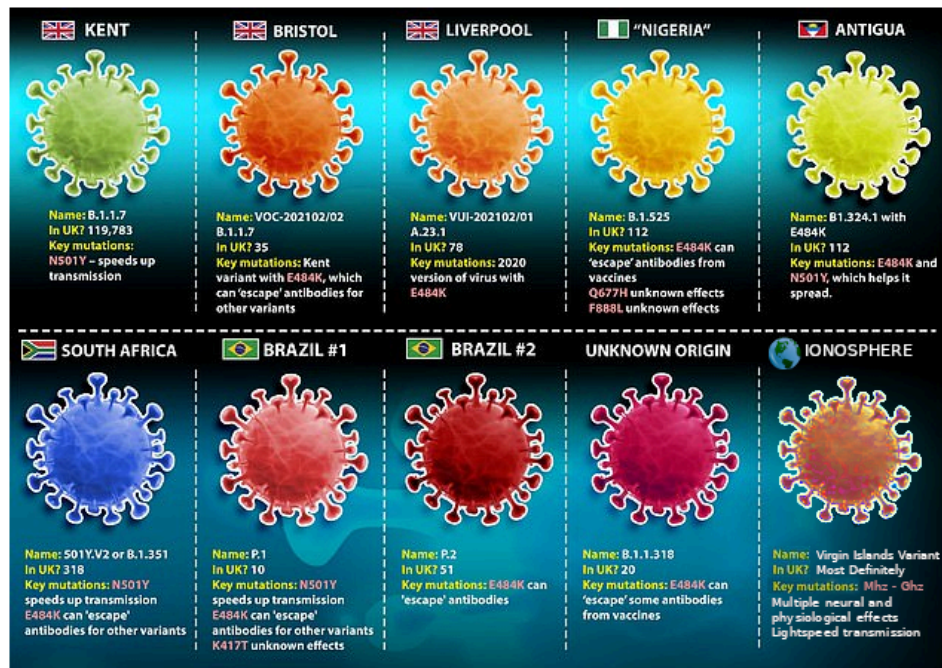 KENT
Name: B.1.1.7
In UK? 119,783
Key mutations:
N501Y – speeds up
transmission
BRISTOL
Name: VOC-202102/02
B.1.1.7
In UK? 35
Key mutations: Kent
variant with E484K, which
can 'escape' antibodies for
other variants
LIVERPOOL
Name: VUI-202102/01
A.23.1
In UK? 78
Key mutations: 2020
version of virus with
E484K
"NIGERIA"
Name: B.1.525
In UK? 112
Key mutations: E484K can
'escape' antibodies from
vaccines
Q677H unknown effects
F888L unknown effects
ANTIGUA
Name: B1.324.1 with
E484K
In UK? 112
Key mutations: E484K and
N501Y, which helps it
spread.
SOUTH AFRICA
Name: 501Y.V2 or B.1.351
In UK? 318
Key mutations: N501Y
speeds up transmission
E484K can 'escape'
antibodies for other variants
BRAZIL #1
Name: P.1
In UK? 10
Key mutations: N501Y
speeds up transmission
E484K can 'escape'
antibodies for other variants
K417T unknown effects
BRAZIL #2
Name: P.2
In UK? 51
Key mutations: E484K can
'escape' antibodies
UNKNOWN ORIGIN
Name: B.1.1.318
In UK? 20
Key mutations: E484K can
'escape' some antibodies
from vaccines
IONOSPHERE
Name: Virgin Islands Variant
In UK? Most Definitely
Key mutations: Mhz - Ghz
Multiple neural and
physiological effects
Lightspeed transmission